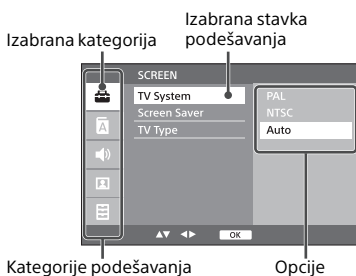 Izabrana kategorija
Izabrana stavka
podešavanja
SCREEN
TV System
Screen Saver
TV Type
PAL
NTSC
Auto
A
OK
Kategorije podešavanja
Opcije